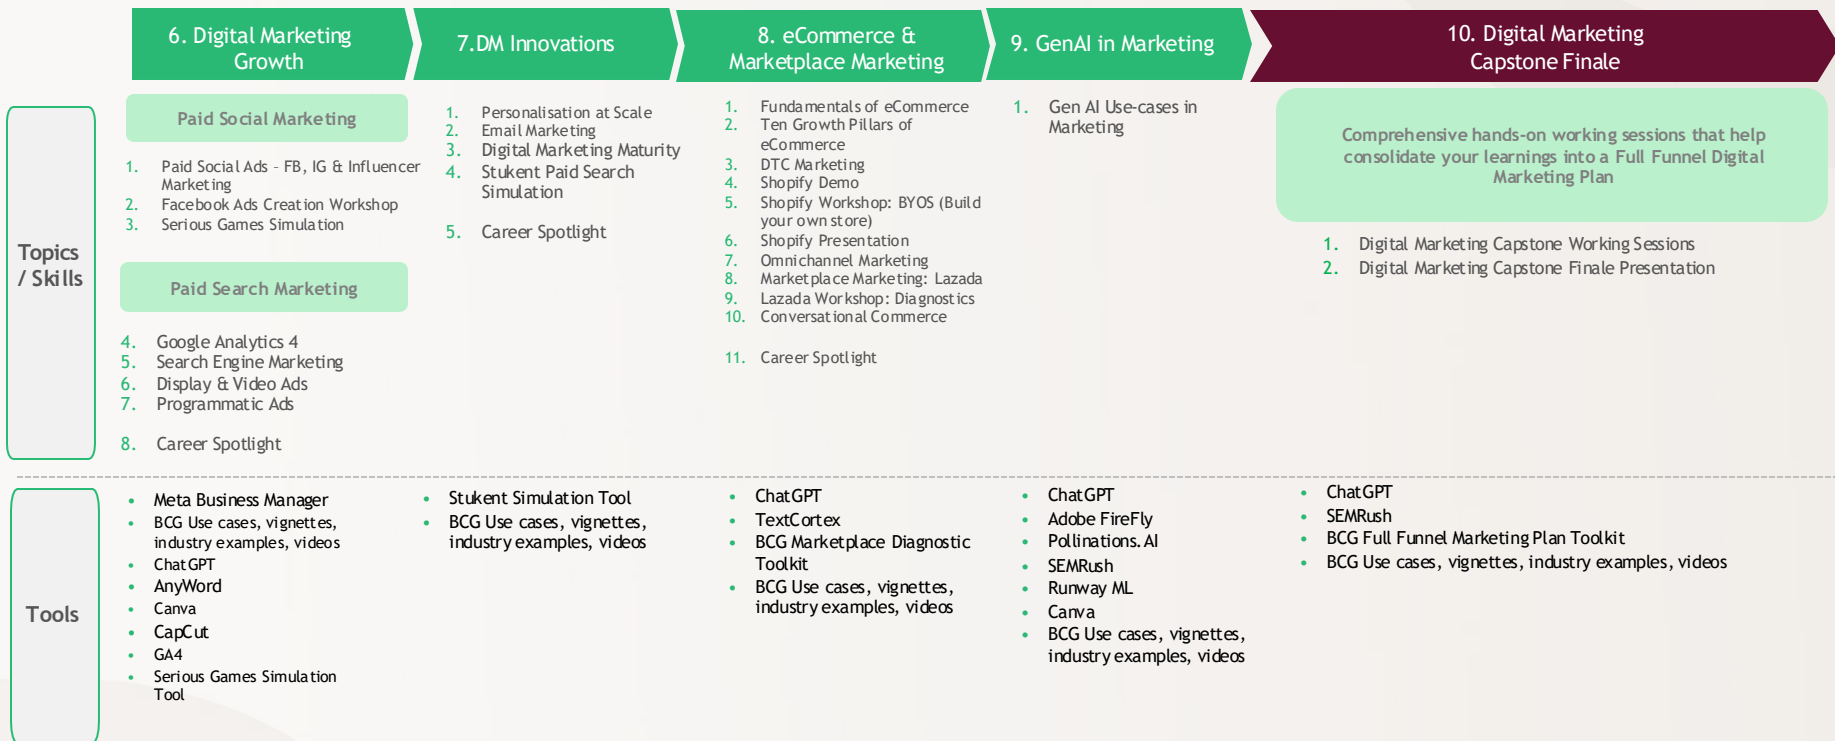 6. Digital Marketing
Growth
7.DM Innovations
8. eCommerce &
Marketplace Marketing
9. GenAI in Marketing
10. Digital Marketing
Capstone Finale
Topics
/ Skills
Paid Social Marketing
1. Paid Social Ads - FB, IG & Influencer
Marketing
2. Facebook Ads Creation Workshop
3. Serious Games Simulation
Paid Search Marketing
4. Google Analytics 4
5. Search Engine Marketing
6. Display & Video Ads
7. Programmatic Ads
8. Career Spotlight
1. Personalisation at Scale
2. Email Marketing
3. Digital Marketing Maturity
4. Stukent Paid Search
Simulation
5. Career Spotlight
1. Fundamentals of eCommerce
2. Ten Growth Pillars of
eCommerce
3. DTC Marketing
4. Shopify Demo
5. Shopify Workshop: BYOS (Build
your own store)
6. Shopify Presentation
7. Omnichannel Marketing
8. Marketplace Marketing: Lazada
9. Lazada Workshop: Diagnostics
10. Conversational Commerce
11. Career Spotlight
1. Gen AI Use-cases in
Marketing
Comprehensive hands-on working sessions that help
consolidate your learnings into a Full Funnel Digital
Marketing Plan
1. Digital Marketing Capstone Working Sessions
2. Digital Marketing Capstone Finale Presentation
Tools
• Meta Business Manager
• BCG Use cases, vignettes,
industry examples, videos
• ChatGPT
• AnyWord
• Canva
• CapCut
• GA4
• Serious Games Simulation
Tool
• Stukent Simulation Tool
• BCG Use cases, vignettes,
industry examples, videos
• ChatGPT
• TextCortex
• BCG Marketplace Diagnostic
Toolkit
• BCG Use cases, vignettes,
industry examples, videos
• ChatGPT
• Adobe FireFly
• Pollinations.AI
• SEMRush
• Runway ML
• Canva
• BCG Use cases, vignettes,
industry examples, videos
• ChatGPT
• SEMRush
• BCG Full Funnel Marketing Plan Toolkit
• BCG Use cases, vignettes, industry examples, videos